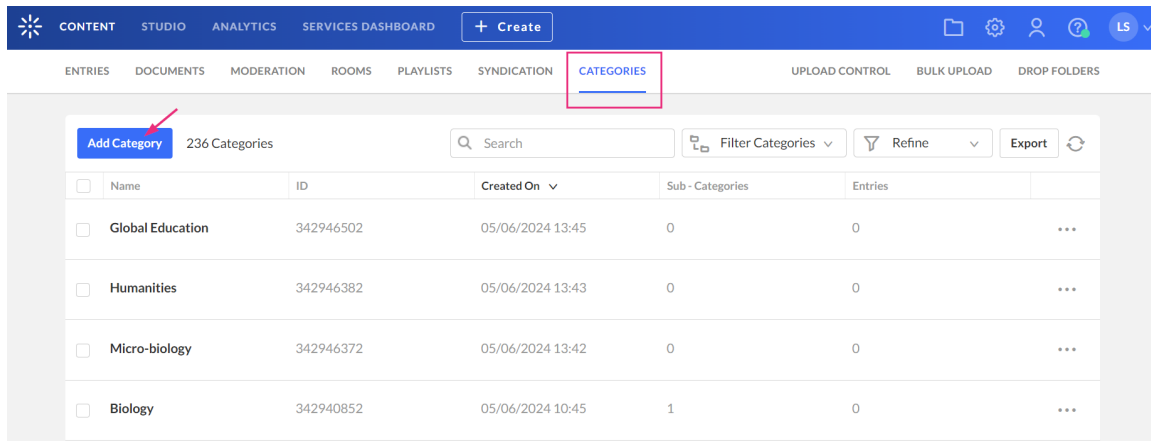 CONTENT STUDIO ANALYTICS SERVICES DASHBOARD + Create LS
ENTRIES DOCUMENTS MODERATION ROOMS PLAYLISTS SYNDICATION CATEGORIES UPLOAD CONTROL BULK UPLOAD DROP FOLDERS
Add Category 236 Categories Search Filter Categories Refine Export
Name ID Created On Sub - Categories Entries
Global Education 342946502 05/06/2024 13:45 0 0
Humanities 342946382 05/06/2024 13:43 0 0
Micro-biology 342946372 05/06/2024 13:42 0 0
Biology 342940852 05/06/2024 10:45 1 0